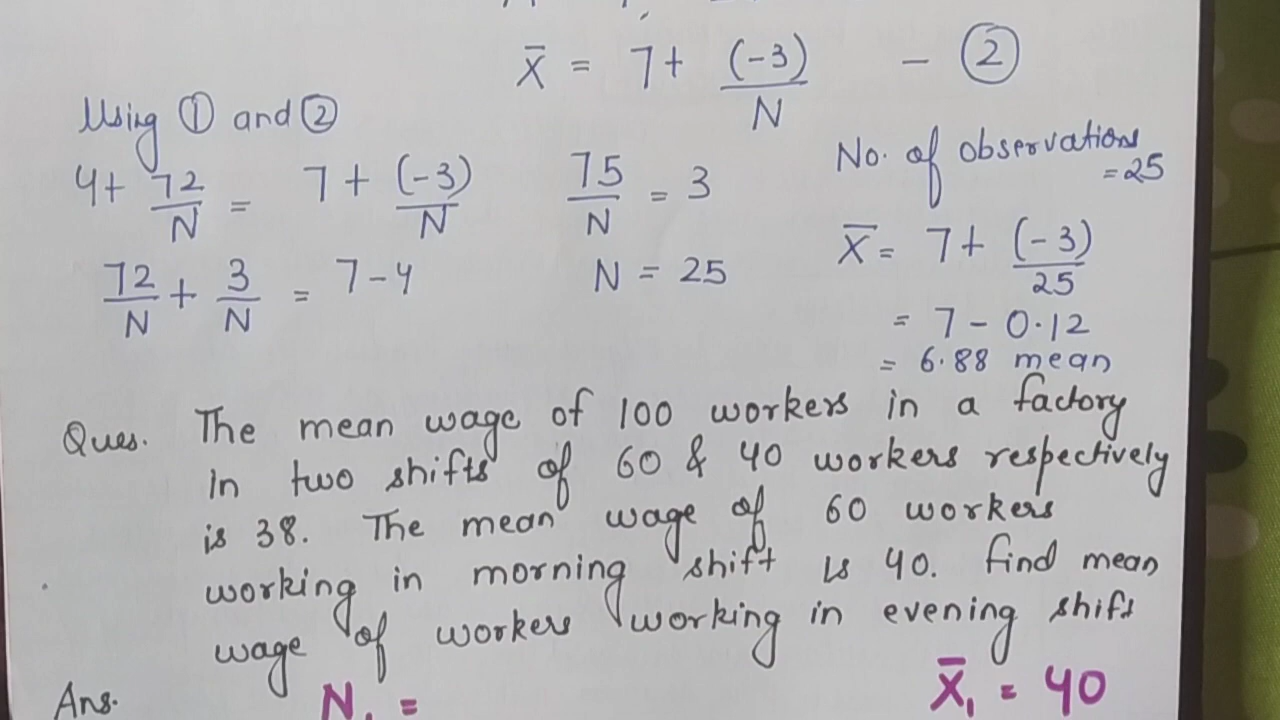 X̄ = 7 + (-3)/N - ②
Using ① and ②
4 + 72/N = 7 + (-3)/N
72/N + 3/N = 7 - 4
75/N = 3
N = 25
No. of observations
= 25
X̄ = 7 + (-3)/25
= 7 - 0.12
= 6.88 mean
Ques. The mean wage of 100 workers in a factory
in two shifts of 60 & 40 workers respectively
is 38. The mean wage of 60 workers
working in morning shift is 40. find mean
wage of workers working in evening shift
Ans. N₁ = X̄₁ = 40